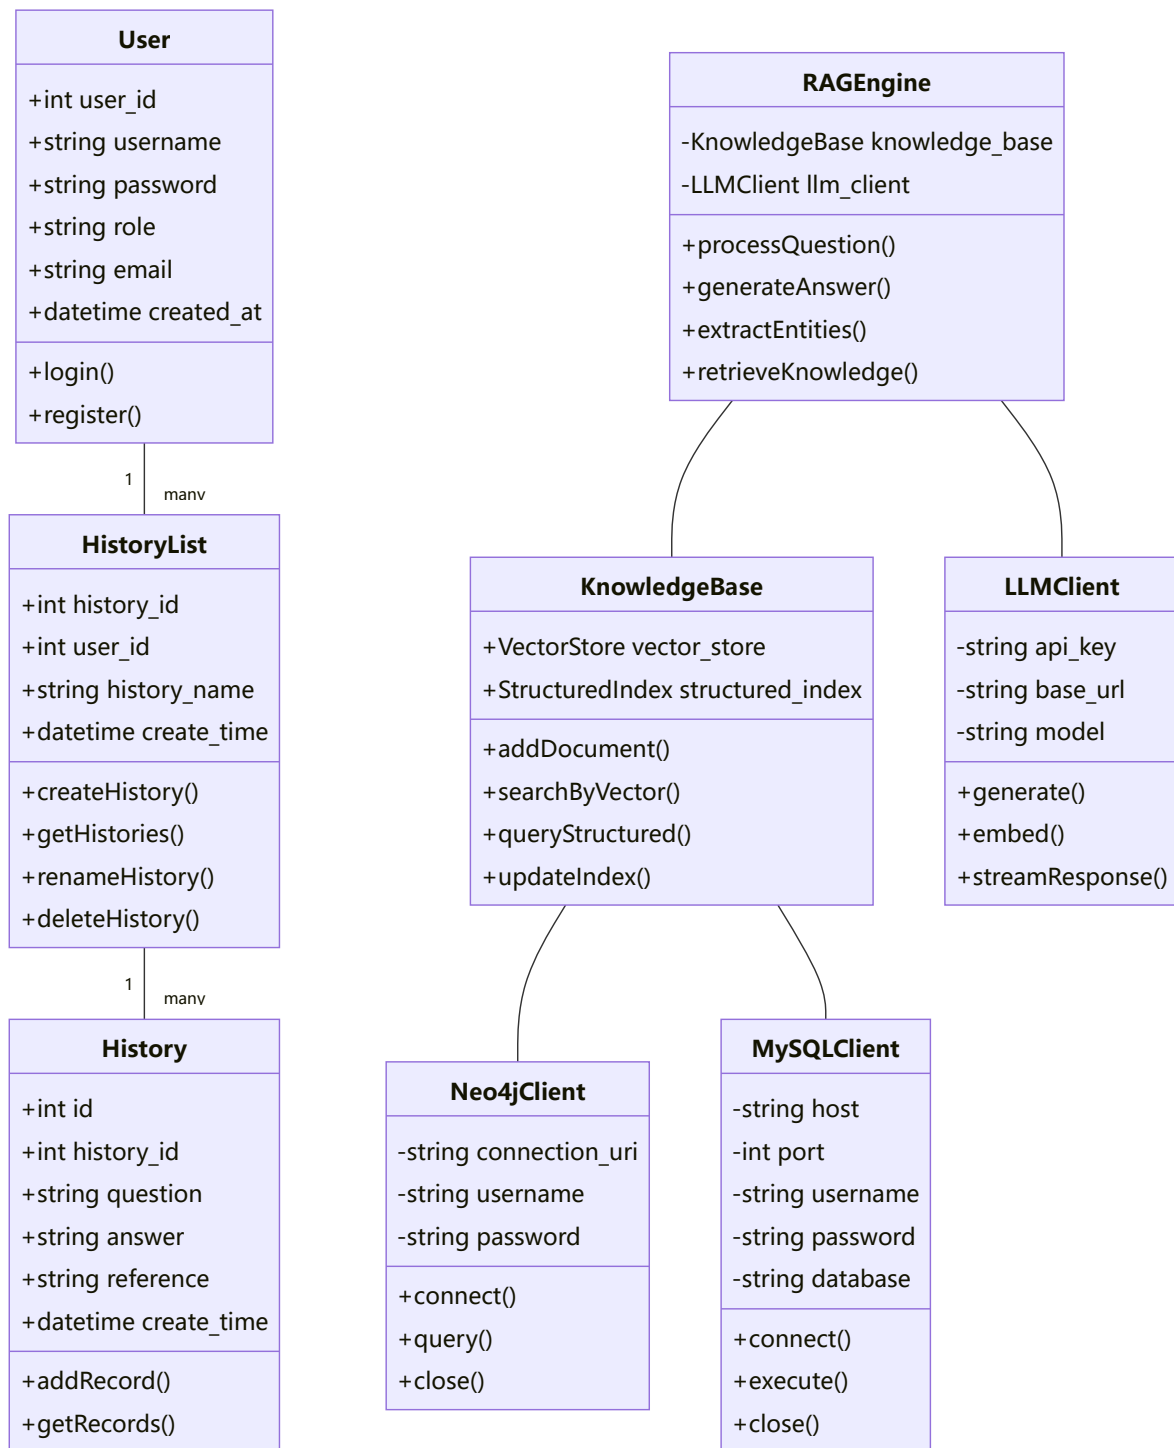 User
+int user_id
+string username
+string password
+string role
+string email
+datetime created_at
+login()
+register()
1
many
HistoryList
+int history_id
+int user_id
+string history_name
+datetime create_time
+createHistory()
+getHistories()
+renameHistory()
+deleteHistory()
1
many
History
+int id
+int history_id
+string question
+string answer
+string reference
+datetime create_time
+addRecord()
+getRecords()
RAGEngine
-KnowledgeBase knowledge_base
-LLMClient llm_client
+processQuestion()
+generateAnswer()
+extractEntities()
+retrieveKnowledge()
KnowledgeBase
+VectorStore vector_store
+StructuredIndex structured_index
+addDocument()
+searchByVector()
+queryStructured()
+updateIndex()
LLMClient
-string api_key
-string base_url
-string model
+generate()
+embed()
+streamResponse()
Neo4jClient
-string connection_uri
-string username
-string password
+connect()
+query()
+close()
MySQLClient
-string host
-int port
-string username
-string password
-string database
+connect()
+execute()
+close()